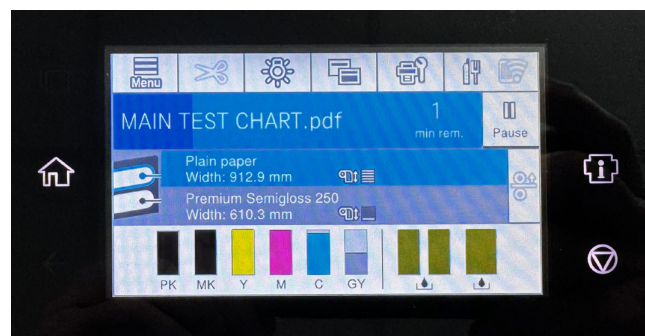 Menu
MAIN TEST CHART.pdf
1
min rem.
Pause
Plain paper
Width: 912.9 mm
Premium Semigloss 250
Width: 610.3 mm
PK MK Y M C GY